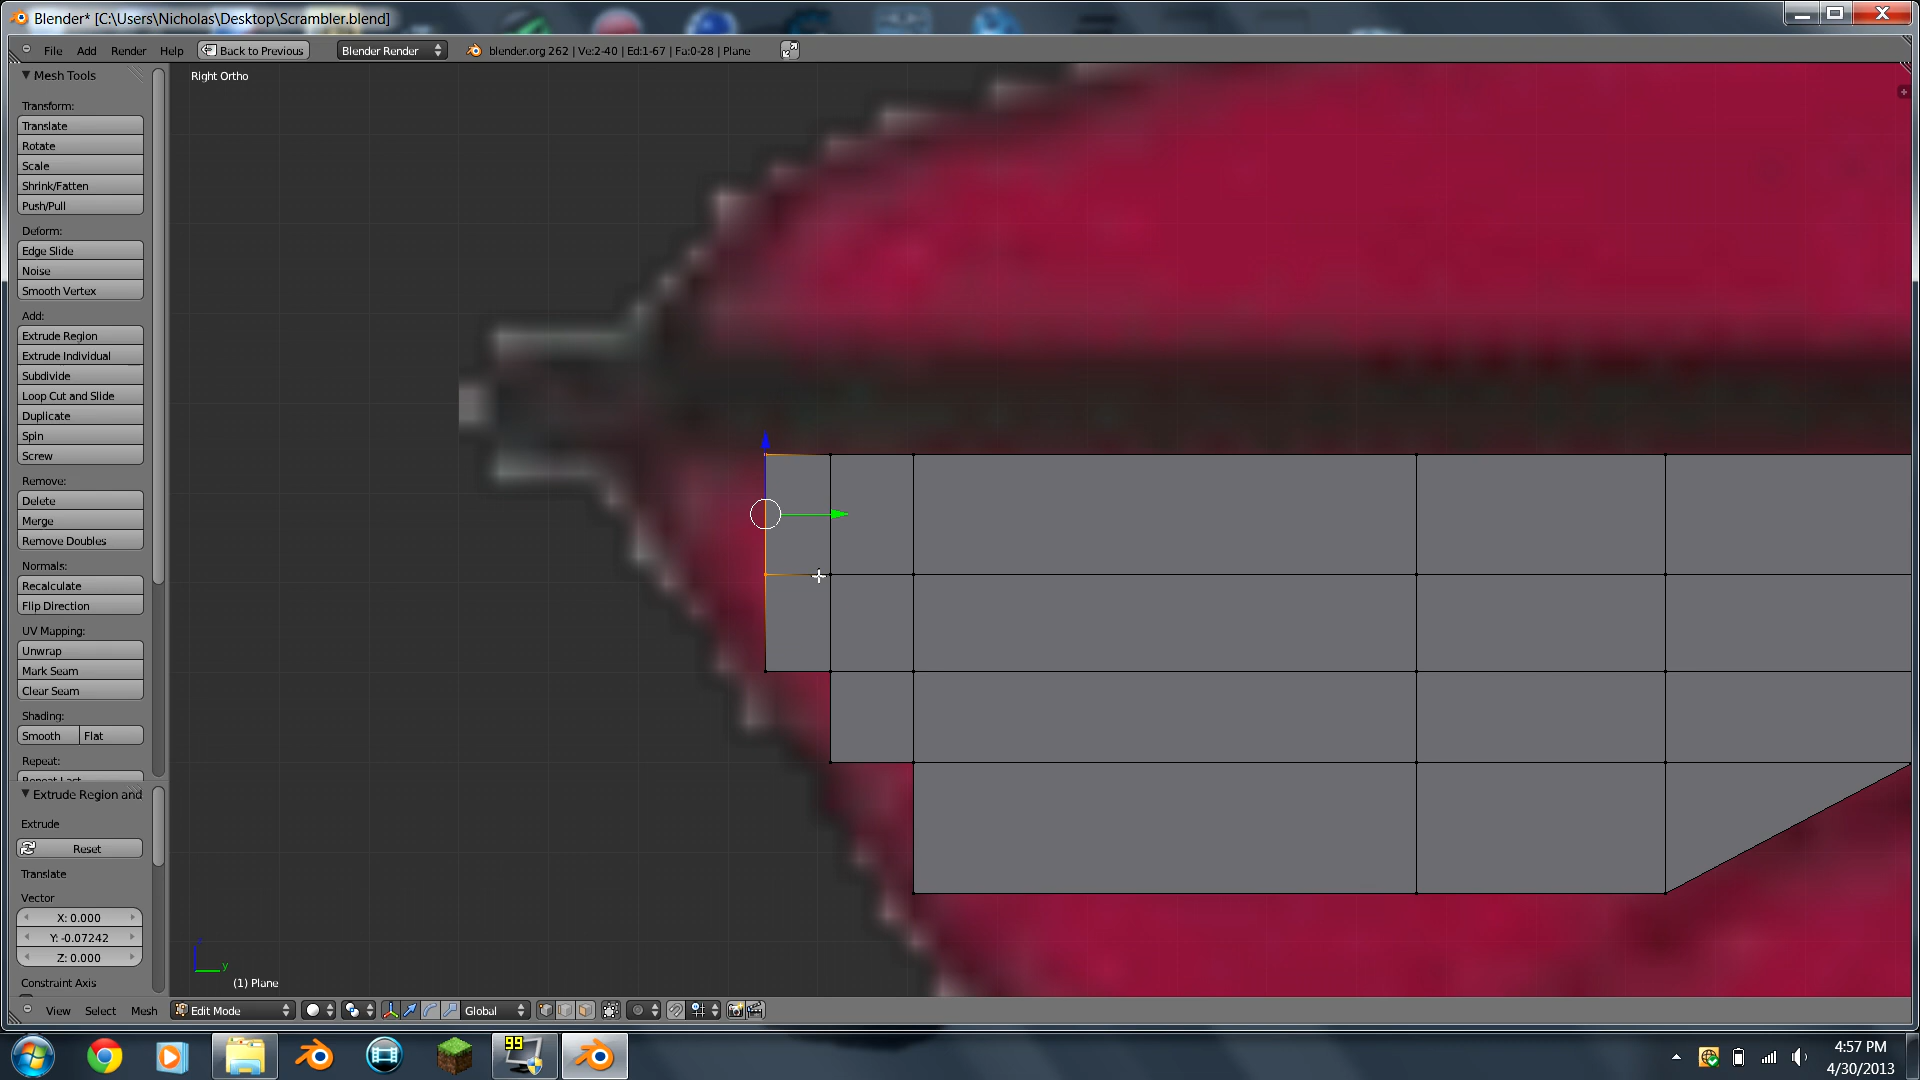 Blender* [C:\Users\Nicholas\Desktop\Scrambler.blend]
File Add Render Help Back to Previous Blender Render blender.org 262 | Ve:2-40 | Ed:1-67 | Fa:0-28 | Plane
Mesh Tools
Right Ortho
Transform:
Translate
Rotate
Scale
Shrink/Fatten
Push/Pull
Deform:
Edge Slide
Noise
Smooth Vertex
Add:
Extrude Region
Extrude Individual
Subdivide
Loop Cut and Slide
Duplicate
Spin
Screw
Remove:
Delete
Merge
Remove Doubles
Normals:
Recalculate
Flip Direction
UV Mapping:
Unwrap
Mark Seam
Clear Seam
Shading:
Smooth Flat
Repeat:
Repeat Last
Extrude Region and
Extrude
Reset
Translate
Vector
X: 0.000
Y: -0.07242
Z: 0.000
Constraint Axis
y
(1) Plane
View Select Mesh Edit Mode Global
99
4:57 PM
4/30/2013